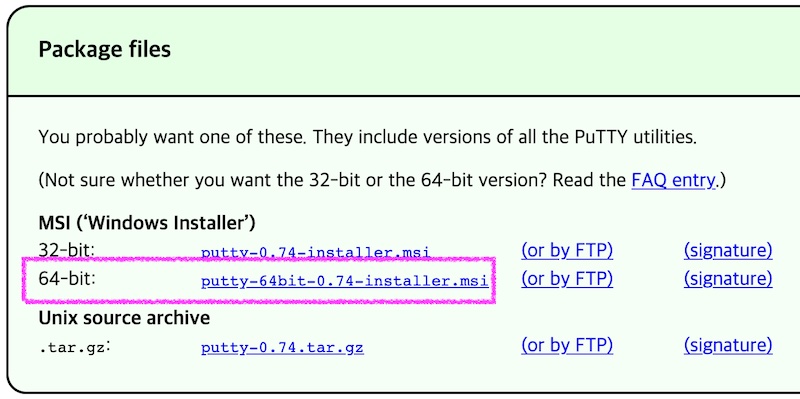 Package files
You probably want one of these. They include versions of all the PuTTY utilities.
(Not sure whether you want the 32-bit or the 64-bit version? Read the FAQ entry.)
MSI (‘Windows Installer’)
32-bit: putty-0.74-installer.msi (or by FTP) (signature)
64-bit: putty-64bit-0.74-installer.msi (or by FTP) (signature)
Unix source archive
.tar.gz: putty-0.74.tar.gz (or by FTP) (signature)